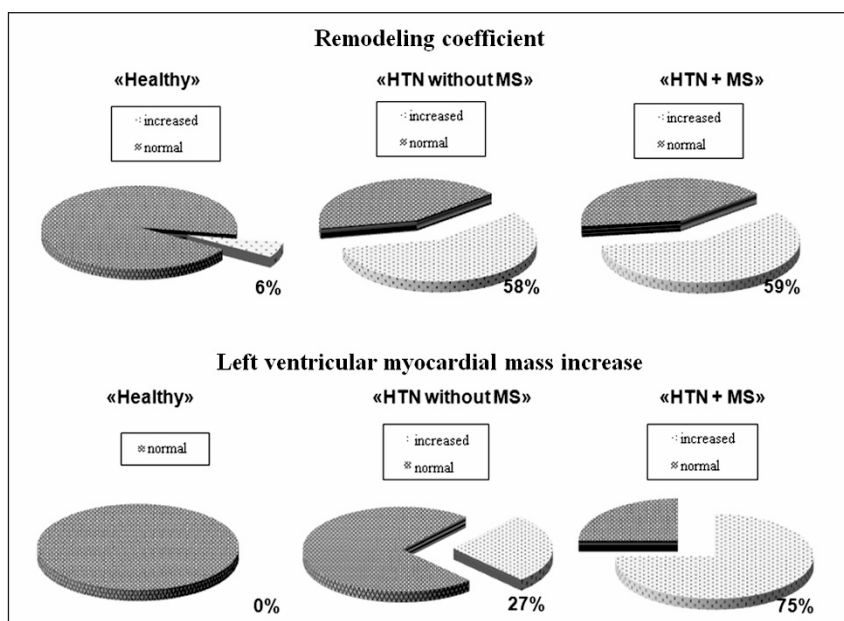 Remodeling coefficient
«Healthy» «HTN without MS» «HTN + MS»
increased increased increased
normal normal normal
6% 58% 59%
Left ventricular myocardial mass increase
«Healthy» «HTN without MS» «HTN + MS»
normal increased increased
normal normal
0% 27% 75%